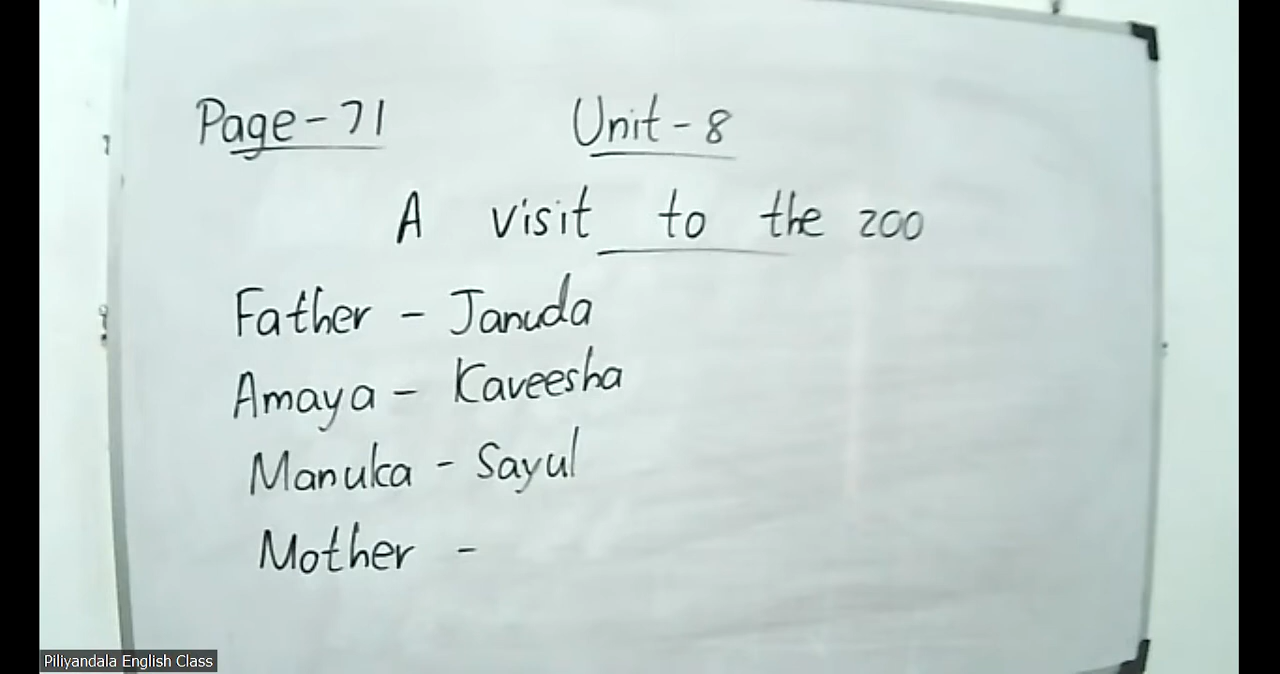 Page-71 Unit-8
A visit to the zoo
Father - Januda
Amaya - Kaveesha
Manuka - Sayul
Mother -
Piliyandala English Class